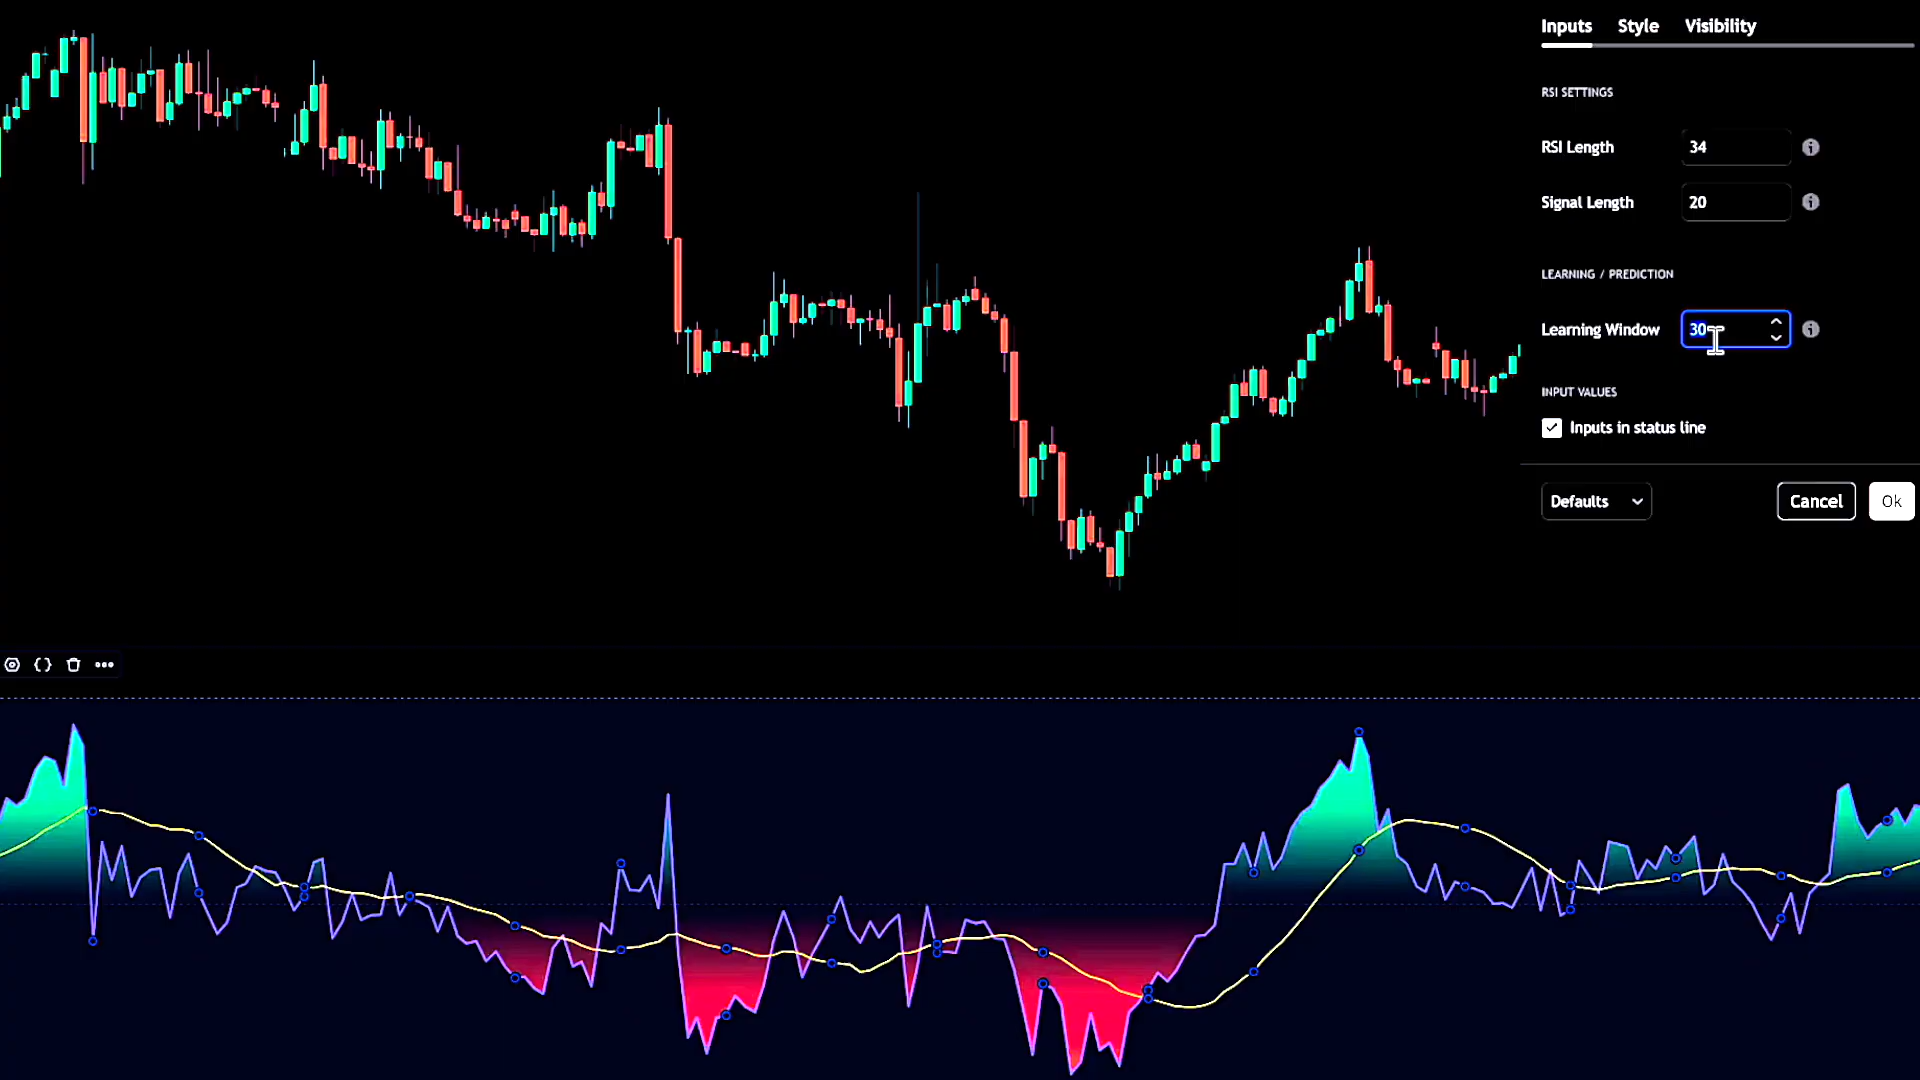 Inputs Style Visibility
RSI SETTINGS
RSI Length 34
Signal Length 20
LEARNING / PREDICTION
Learning Window 30
INPUT VALUES
Inputs in status line
Defaults Cancel Ok